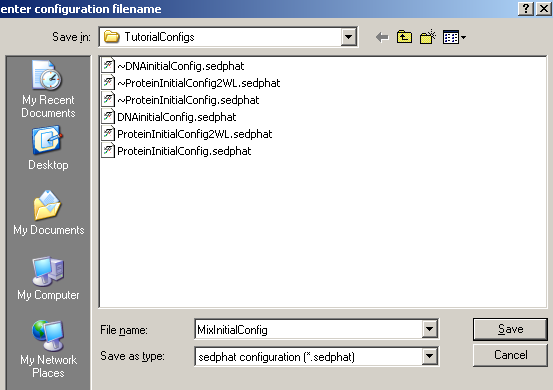 enter configuration filename
Save in: TutorialConfigs
~DNAinitialConfig.sedphat
~ProteinInitialConfig2WL.sedphat
~ProteinInitialConfig.sedphat
DNAinitialConfig.sedphat
ProteinInitialConfig2WL.sedphat
ProteinInitialConfig.sedphat
My Recent
Documents
Desktop
My Documents
My Computer
My Network
Places
File name: MixInitialConfig Save
Save as type: sedphat configuration (*.sedphat) Cancel